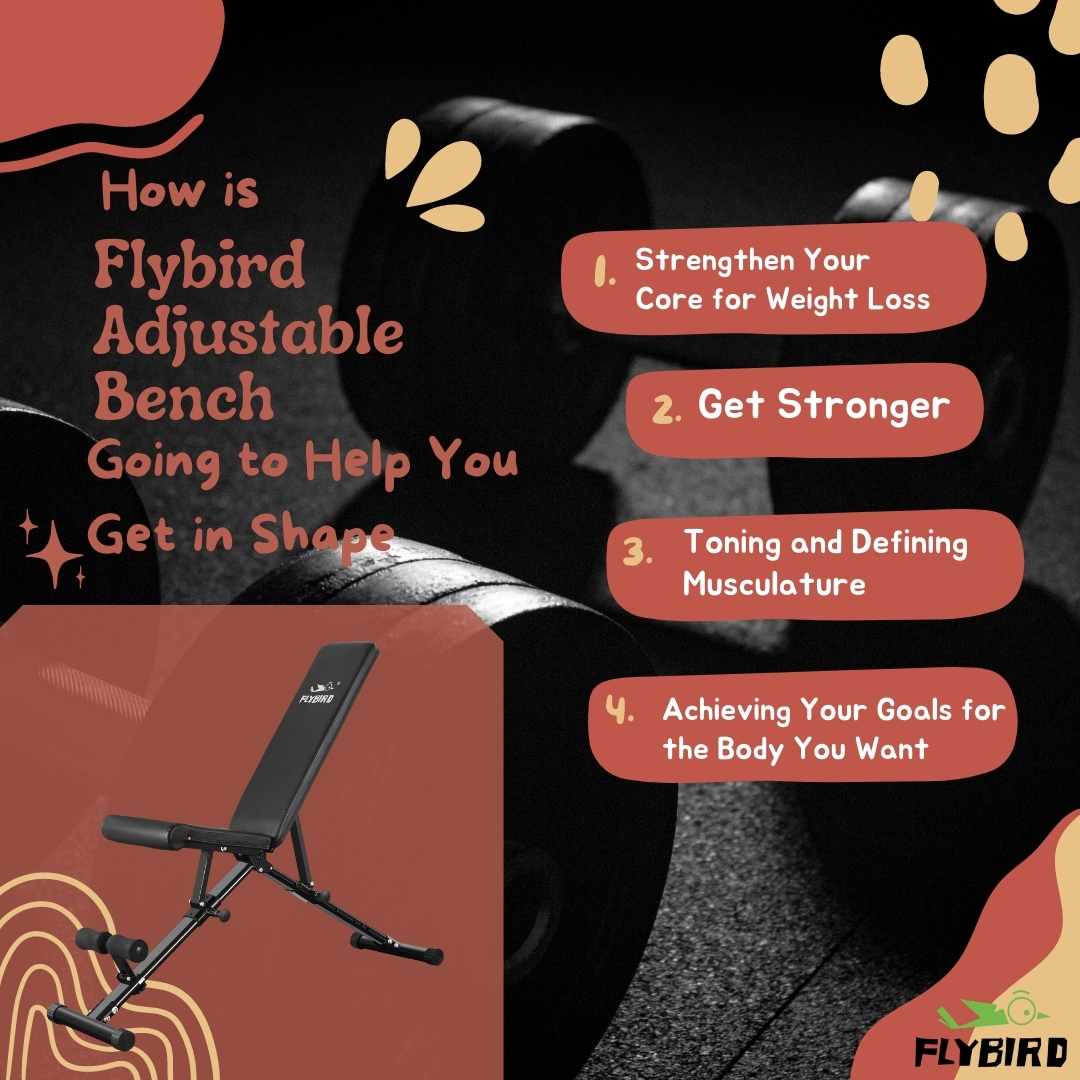 How is
Flybird
Adjustable
Bench
Going to Help You
Get in Shape
1. Strengthen Your
Core for Weight Loss
2. Get Stronger
3. Toning and Defining
Musculature
4. Achieving Your Goals for
the Body You Want
FLYBIRD
FLYBIRD